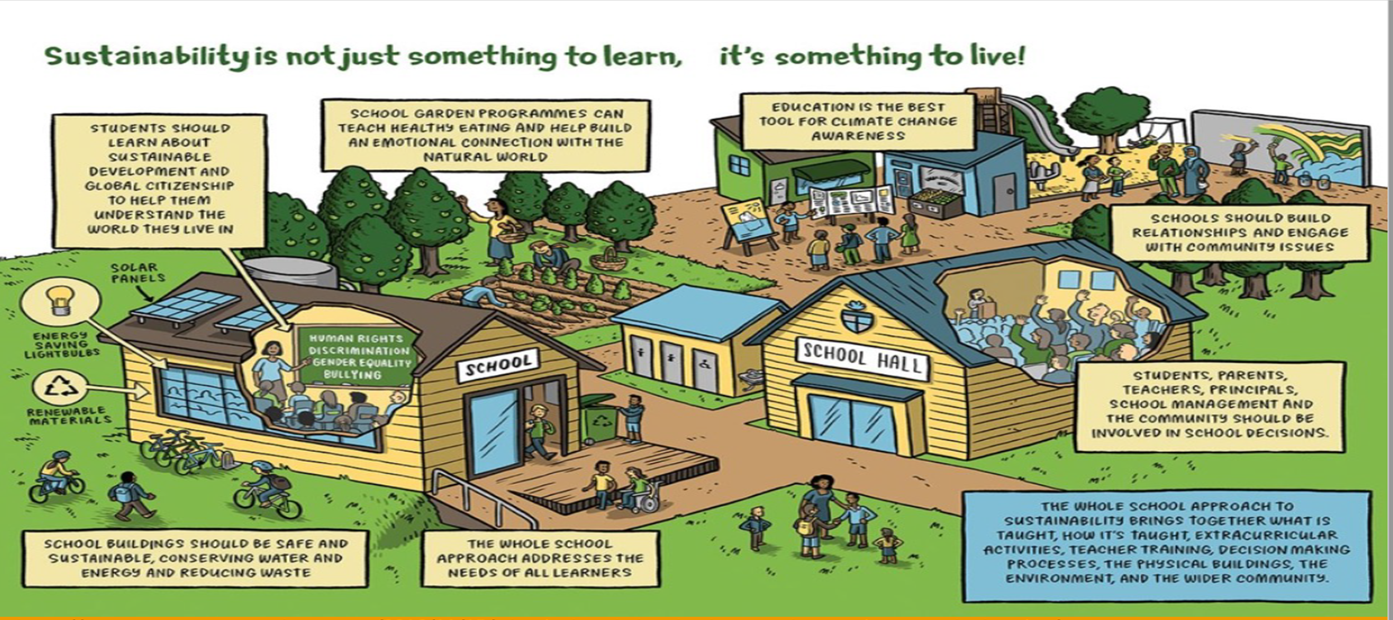 Sustainability is not just something to learn, it's something to live!
STUDENTS SHOULD
LEARN ABOUT
SUSTAINABLE
DEVELOPMENT AND
GLOBAL CITIZENSHIP
TO HELP THEM
UNDERSTAND THE
WORLD THEY LIVE IN
SCHOOL GARDEN PROGRAMMES CAN
TEACH HEALTHY EATING AND HELP BUILD
AN EMOTIONAL CONNECTION WITH THE
NATURAL WORLD
EDUCATION IS THE BEST
TOOL FOR CLIMATE CHANGE
AWARENESS
SCHOOLS SHOULD BUILD
RELATIONSHIPS AND ENGAGE
WITH COMMUNITY ISSUES
SOLAR
PANELS
ENERGY
SAVING
LIGHTBULBS
RENEWABLE
MATERIALS
HUMAN RIGHTS
DISCRIMINATION
GENDER EQUALITY
BULLYING
SCHOOL
SCHOOL HALL
STUDENTS, PARENTS,
TEACHERS, PRINCIPALS,
SCHOOL MANAGEMENT AND
THE COMMUNITY SHOULD BE
INVOLVED IN SCHOOL DECISIONS.
SCHOOL BUILDINGS SHOULD BE SAFE AND
SUSTAINABLE, CONSERVING WATER AND
ENERGY AND REDUCING WASTE
THE WHOLE SCHOOL
APPROACH ADDRESSES THE
NEEDS OF ALL LEARNERS
THE WHOLE SCHOOL APPROACH TO
SUSTAINABILITY BRINGS TOGETHER WHAT IS
TAUGHT, HOW IT'S TAUGHT, EXTRACURRICULAR
ACTIVITIES, TEACHER TRAINING, DECISION MAKING
PROCESSES, THE PHYSICAL BUILDINGS, THE
ENVIRONMENT, AND THE WIDER COMMUNITY.